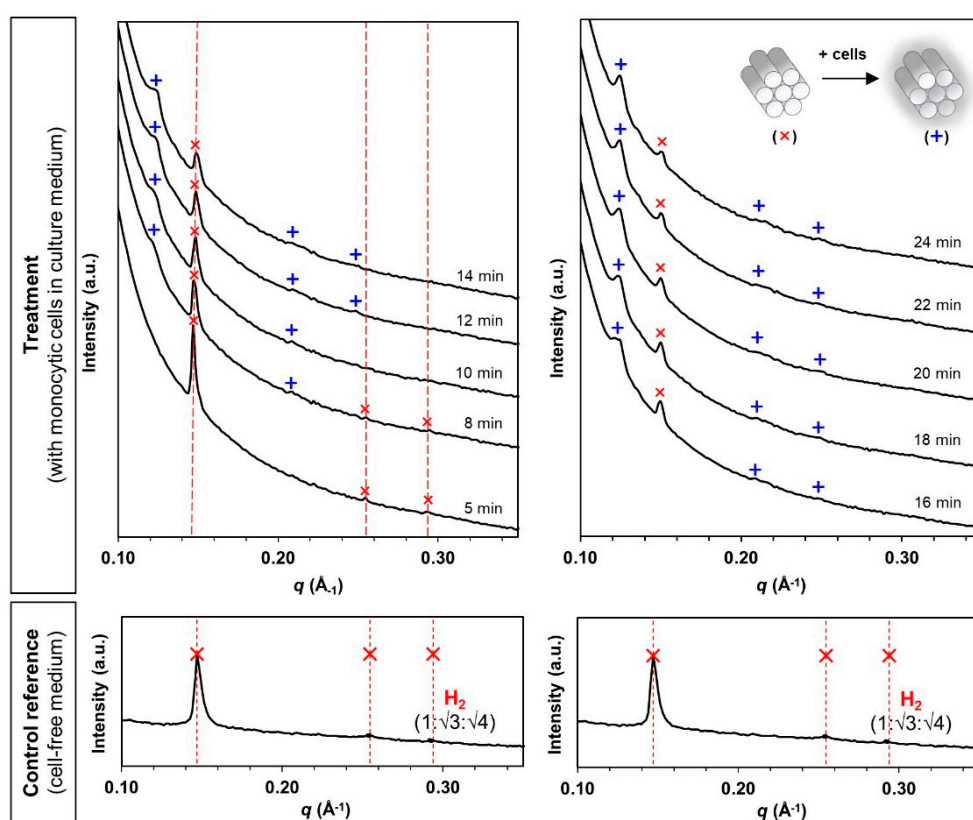 Treatment
(with monocytic cells in culture medium)
Intensity (a.u.)
14 min
12 min
10 min
8 min
5 min
0.10 0.20 0.30
q (Å-1)
+ cells
(×) (+)
Intensity (a.u.)
24 min
22 min
20 min
18 min
16 min
0.10 0.20 0.30
q (Å-1)
Control reference
(cell-free medium)
Intensity (a.u.)
H2
(1:√3:√4)
0.10 0.20 0.30
q (Å-1)
Intensity (a.u.)
H2
(1:√3:√4)
0.10 0.20 0.30
q (Å-1)